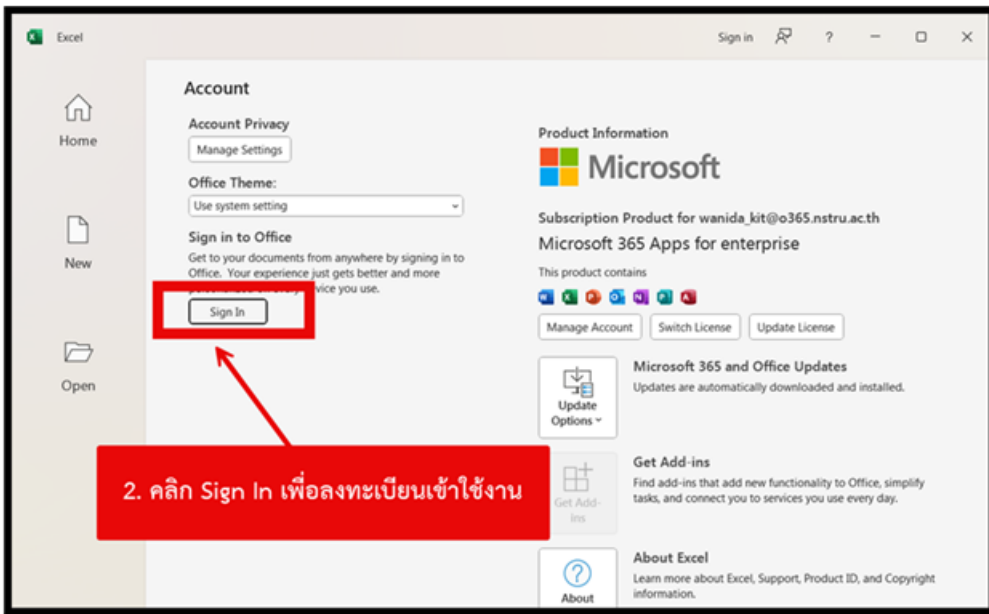 Excel
Sign in
?
Home
New
Open
Account
Account Privacy
Manage Settings
Office Theme:
Use system setting
Sign in to Office
Get to your documents from anywhere by signing in to
Office. Your experience just gets better and more
vice you use.
Sign In
2. คลิก Sign In เพื่อลงทะเบียนเข้าใช้งาน
Product Information
Microsoft
Subscription Product for wanida_kit@o365.nstru.ac.th
Microsoft 365 Apps for enterprise
This product contains
Manage Account
Switch License
Update License
Update
Options
Microsoft 365 and Office Updates
Updates are automatically downloaded and installed.
Get Add-
ins
Get Add-ins
Find add-ins that add new functionality to Office, simplify
tasks, and connect you to services you use every day.
About
About Excel
Learn more about Excel, Support, Product ID, and Copyright
information.